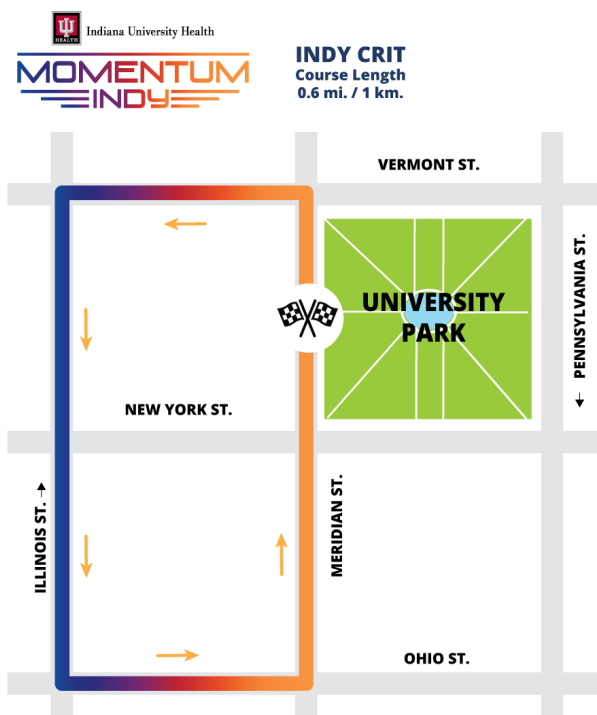 HEALTH
Indiana University Health
MOMENTUM
INDY
INDY CRIT
Course Length
0.6 mi. / 1 km.
VERMONT ST.
UNIVERSITY
PARK
PENNSYLVANIA ST.
NEW YORK ST.
ILLINOIS ST.
MERIDIAN ST.
OHIO ST.